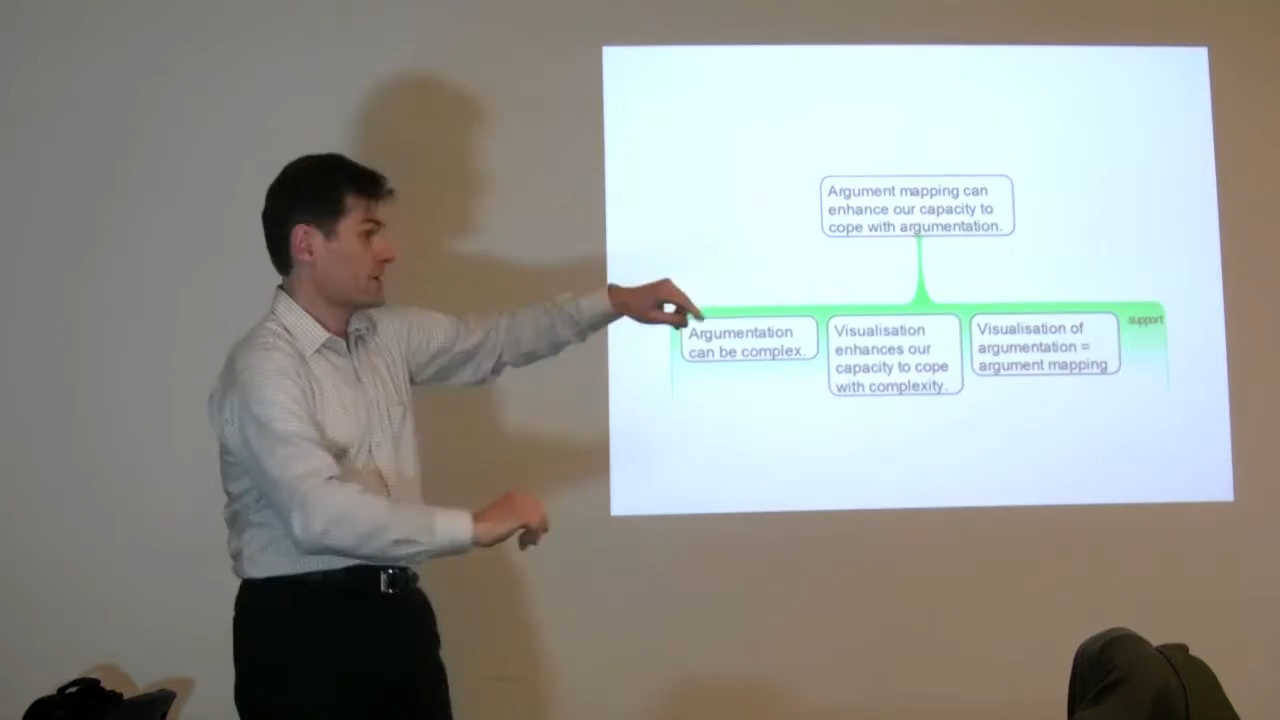 Argument mapping can
enhance our capacity to
cope with argumentation.
support
Argumentation
can be complex.
Visualisation
enhances our
capacity to cope
with complexity.
Visualisation of
argumentation =
argument mapping